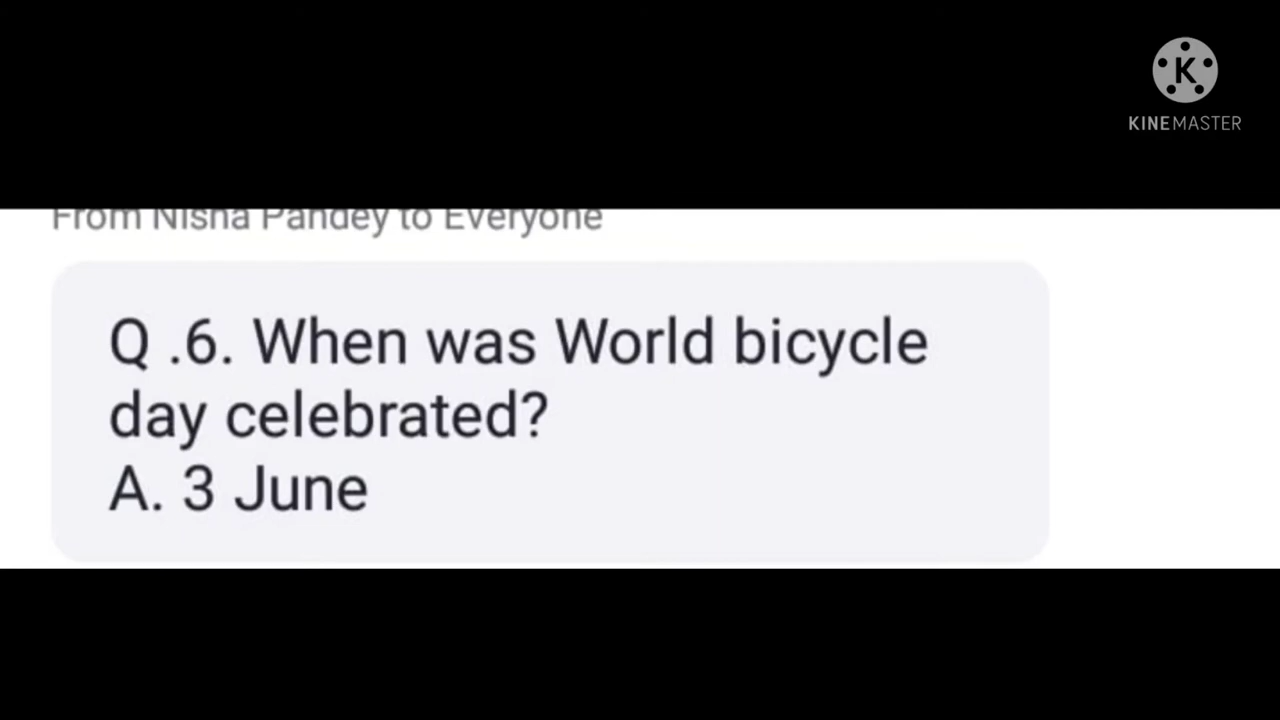 KINEMASTER
From Nisha Pandey to Everyone
Q .6. When was World bicycle
day celebrated?
A. 3 June